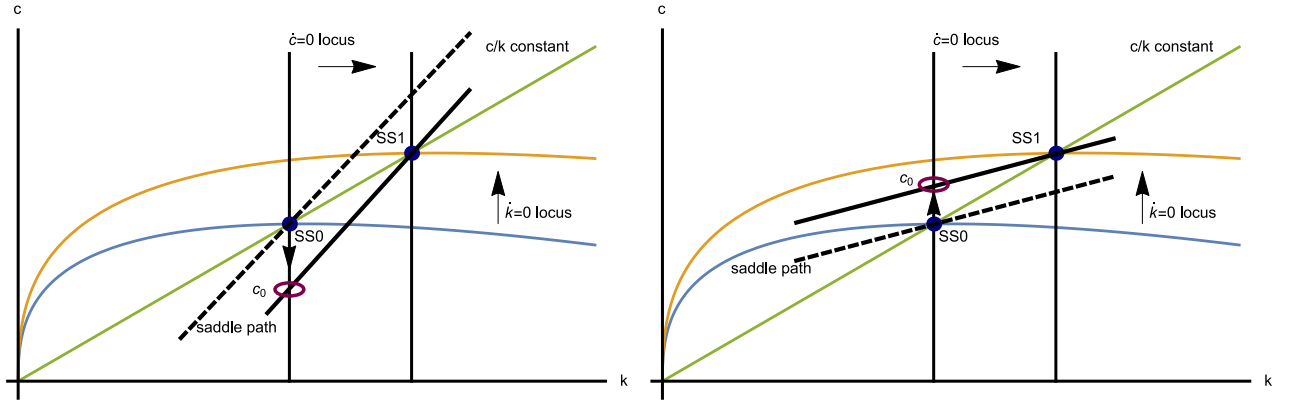 c
ċ=0 locus
c/k constant
SS1
SS0
k̇=0 locus
c₀
saddle path
k
c
ċ=0 locus
c/k constant
SS1
c₀
k̇=0 locus
SS0
saddle path
k